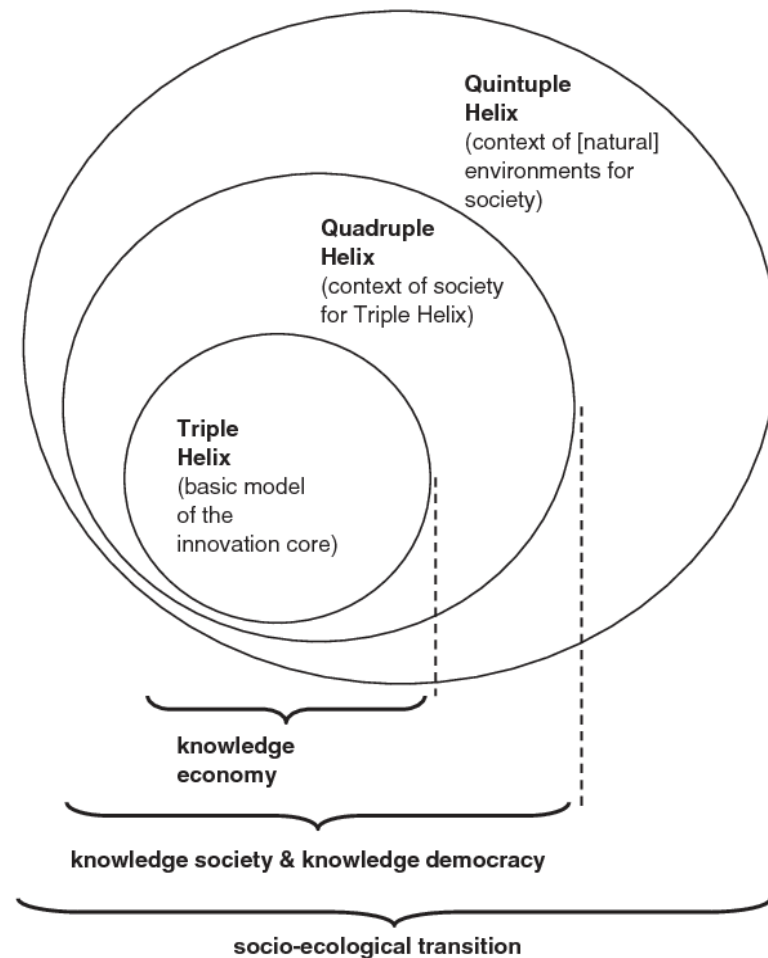 Quintuple
Helix
(context of [natural]
environments for
society)
Quadruple
Helix
(context of society
for Triple Helix)
Triple
Helix
(basic model
of the
innovation core)
knowledge
economy
knowledge society & knowledge democracy
socio-ecological transition